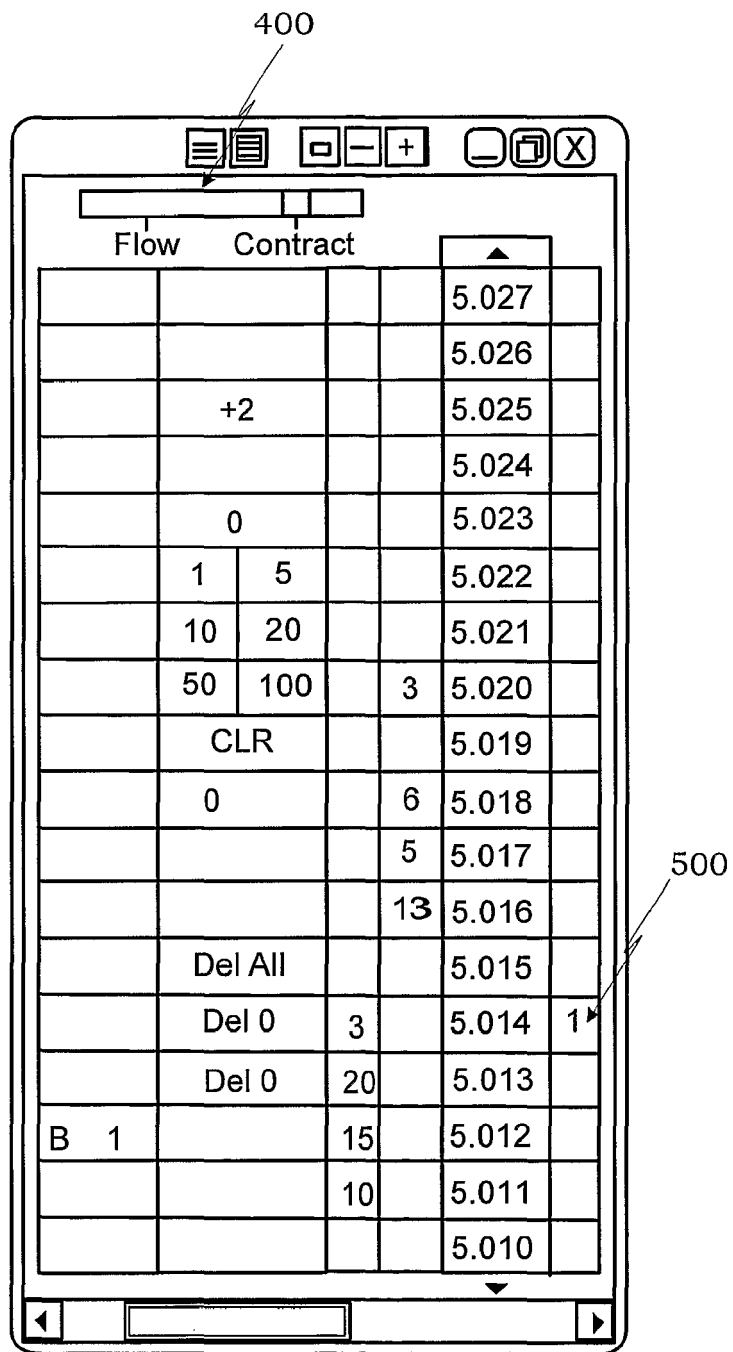 400
+ X
Flow Contract
5.027
5.026
+2 5.025
5.024
0 5.023
1 5 5.022
10 20 5.021
50 100 3 5.020
CLR 5.019
0 6 5.018
5 5.017
13 5.016
500
Del All 5.015
Del 0 3 5.014 1
Del 0 20 5.013
B 1 15 5.012
10 5.011
5.010